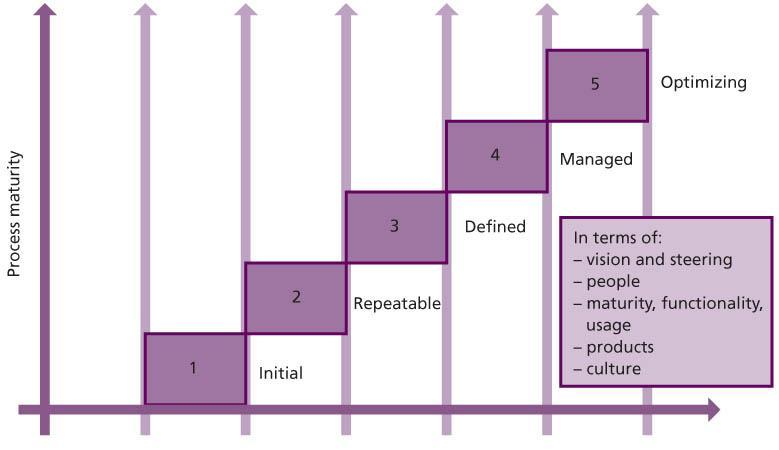 5
Optimizing
4
Managed
3
Defined
2
Repeatable
1
Initial
Process maturity
In terms of:
– vision and steering
– people
– maturity, functionality,
usage
– products
– culture